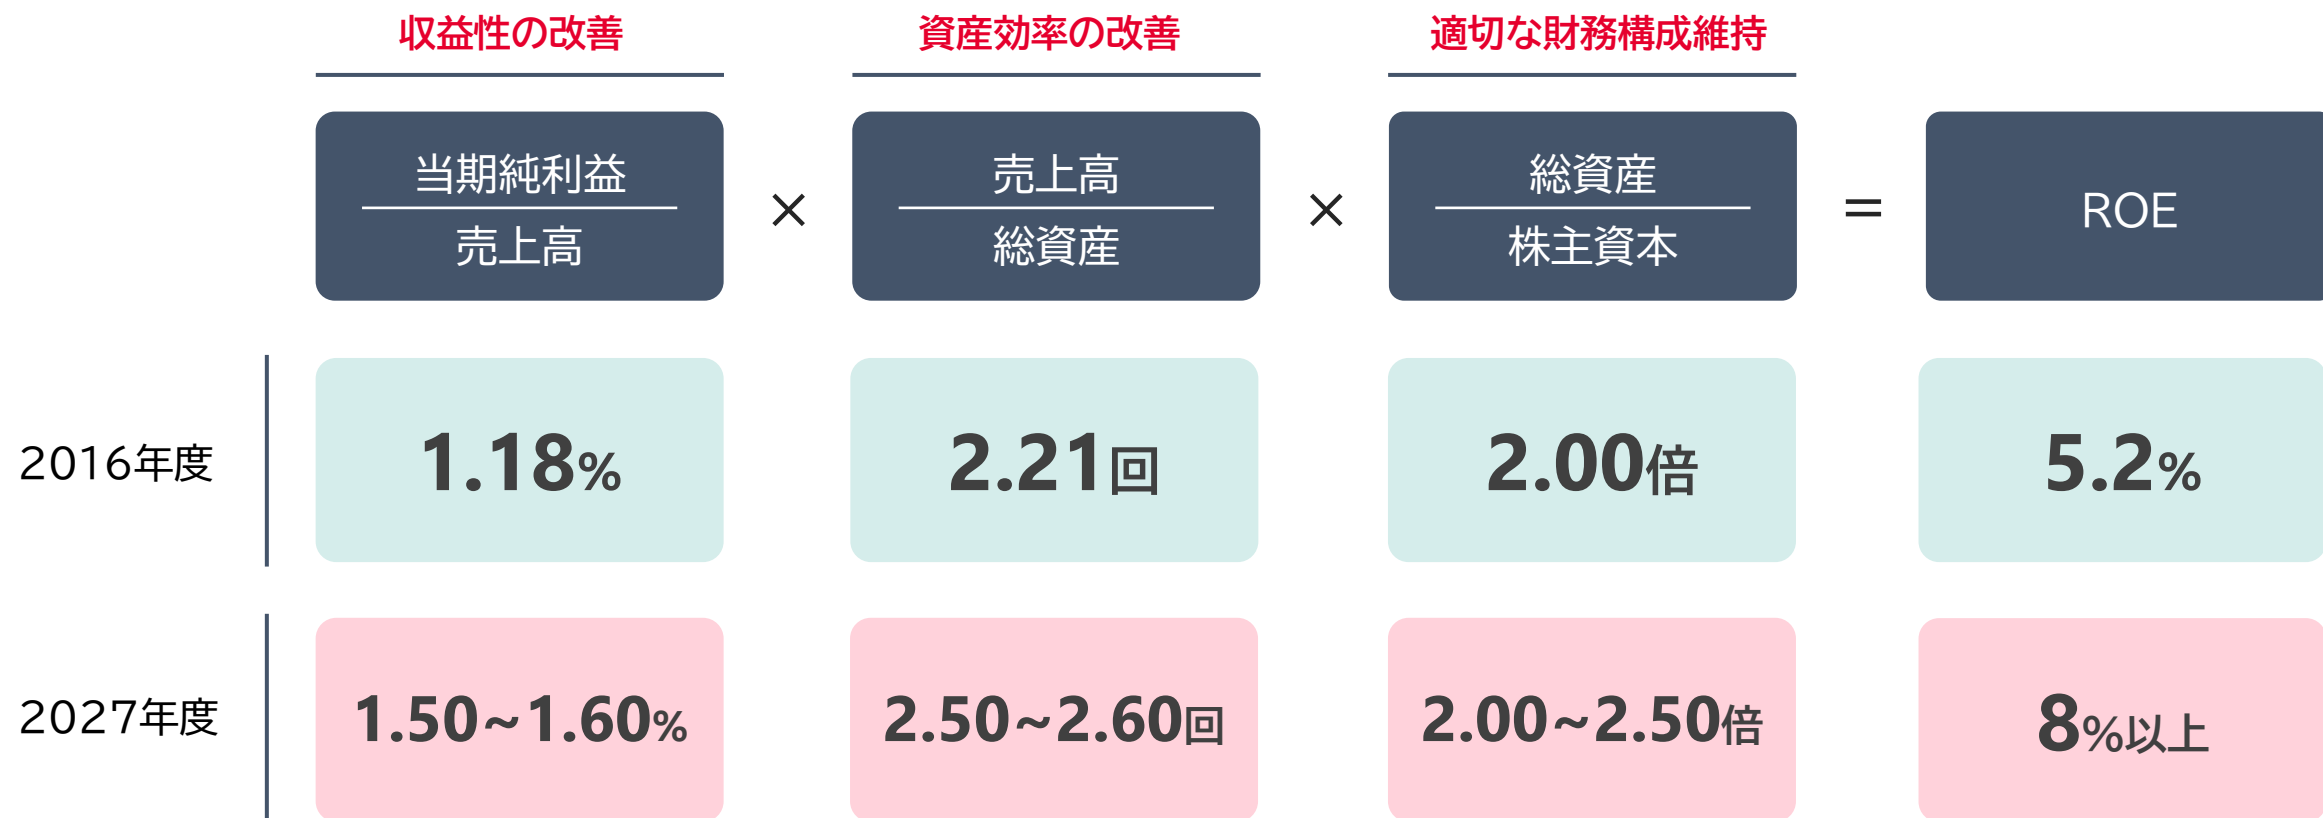 収益性の改善 資産効率の改善 適切な財務構成維持
当期純利益 売上高 総資産
× × = ROE
売上高 総資産 株主資本
2016年度 1.18% 2.21回 2.00倍 5.2%
2027年度 1.50~1.60% 2.50~2.60回 2.00~2.50倍 8%以上